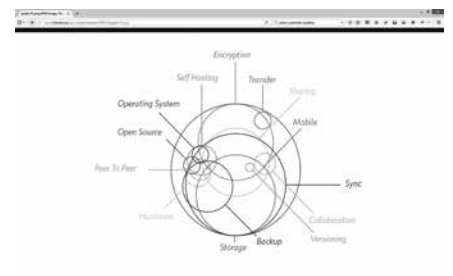 Encryption
Self Hosting
Transfer
Sharing
Operating System
Mobile
Open Source
Peer To Peer
Sync
Hardware
Collaboration
Versioning
Backup
Storage